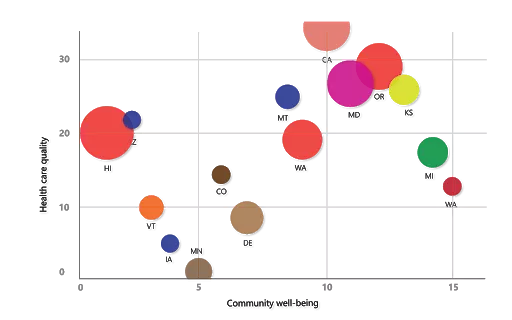 CA
30
OR
MD
KS
MT
Health care quality
20
IZ
WA
HI
MI
CO
WA
10
VT
DE
MN
IA
0
0
5
10
15
Community well-being